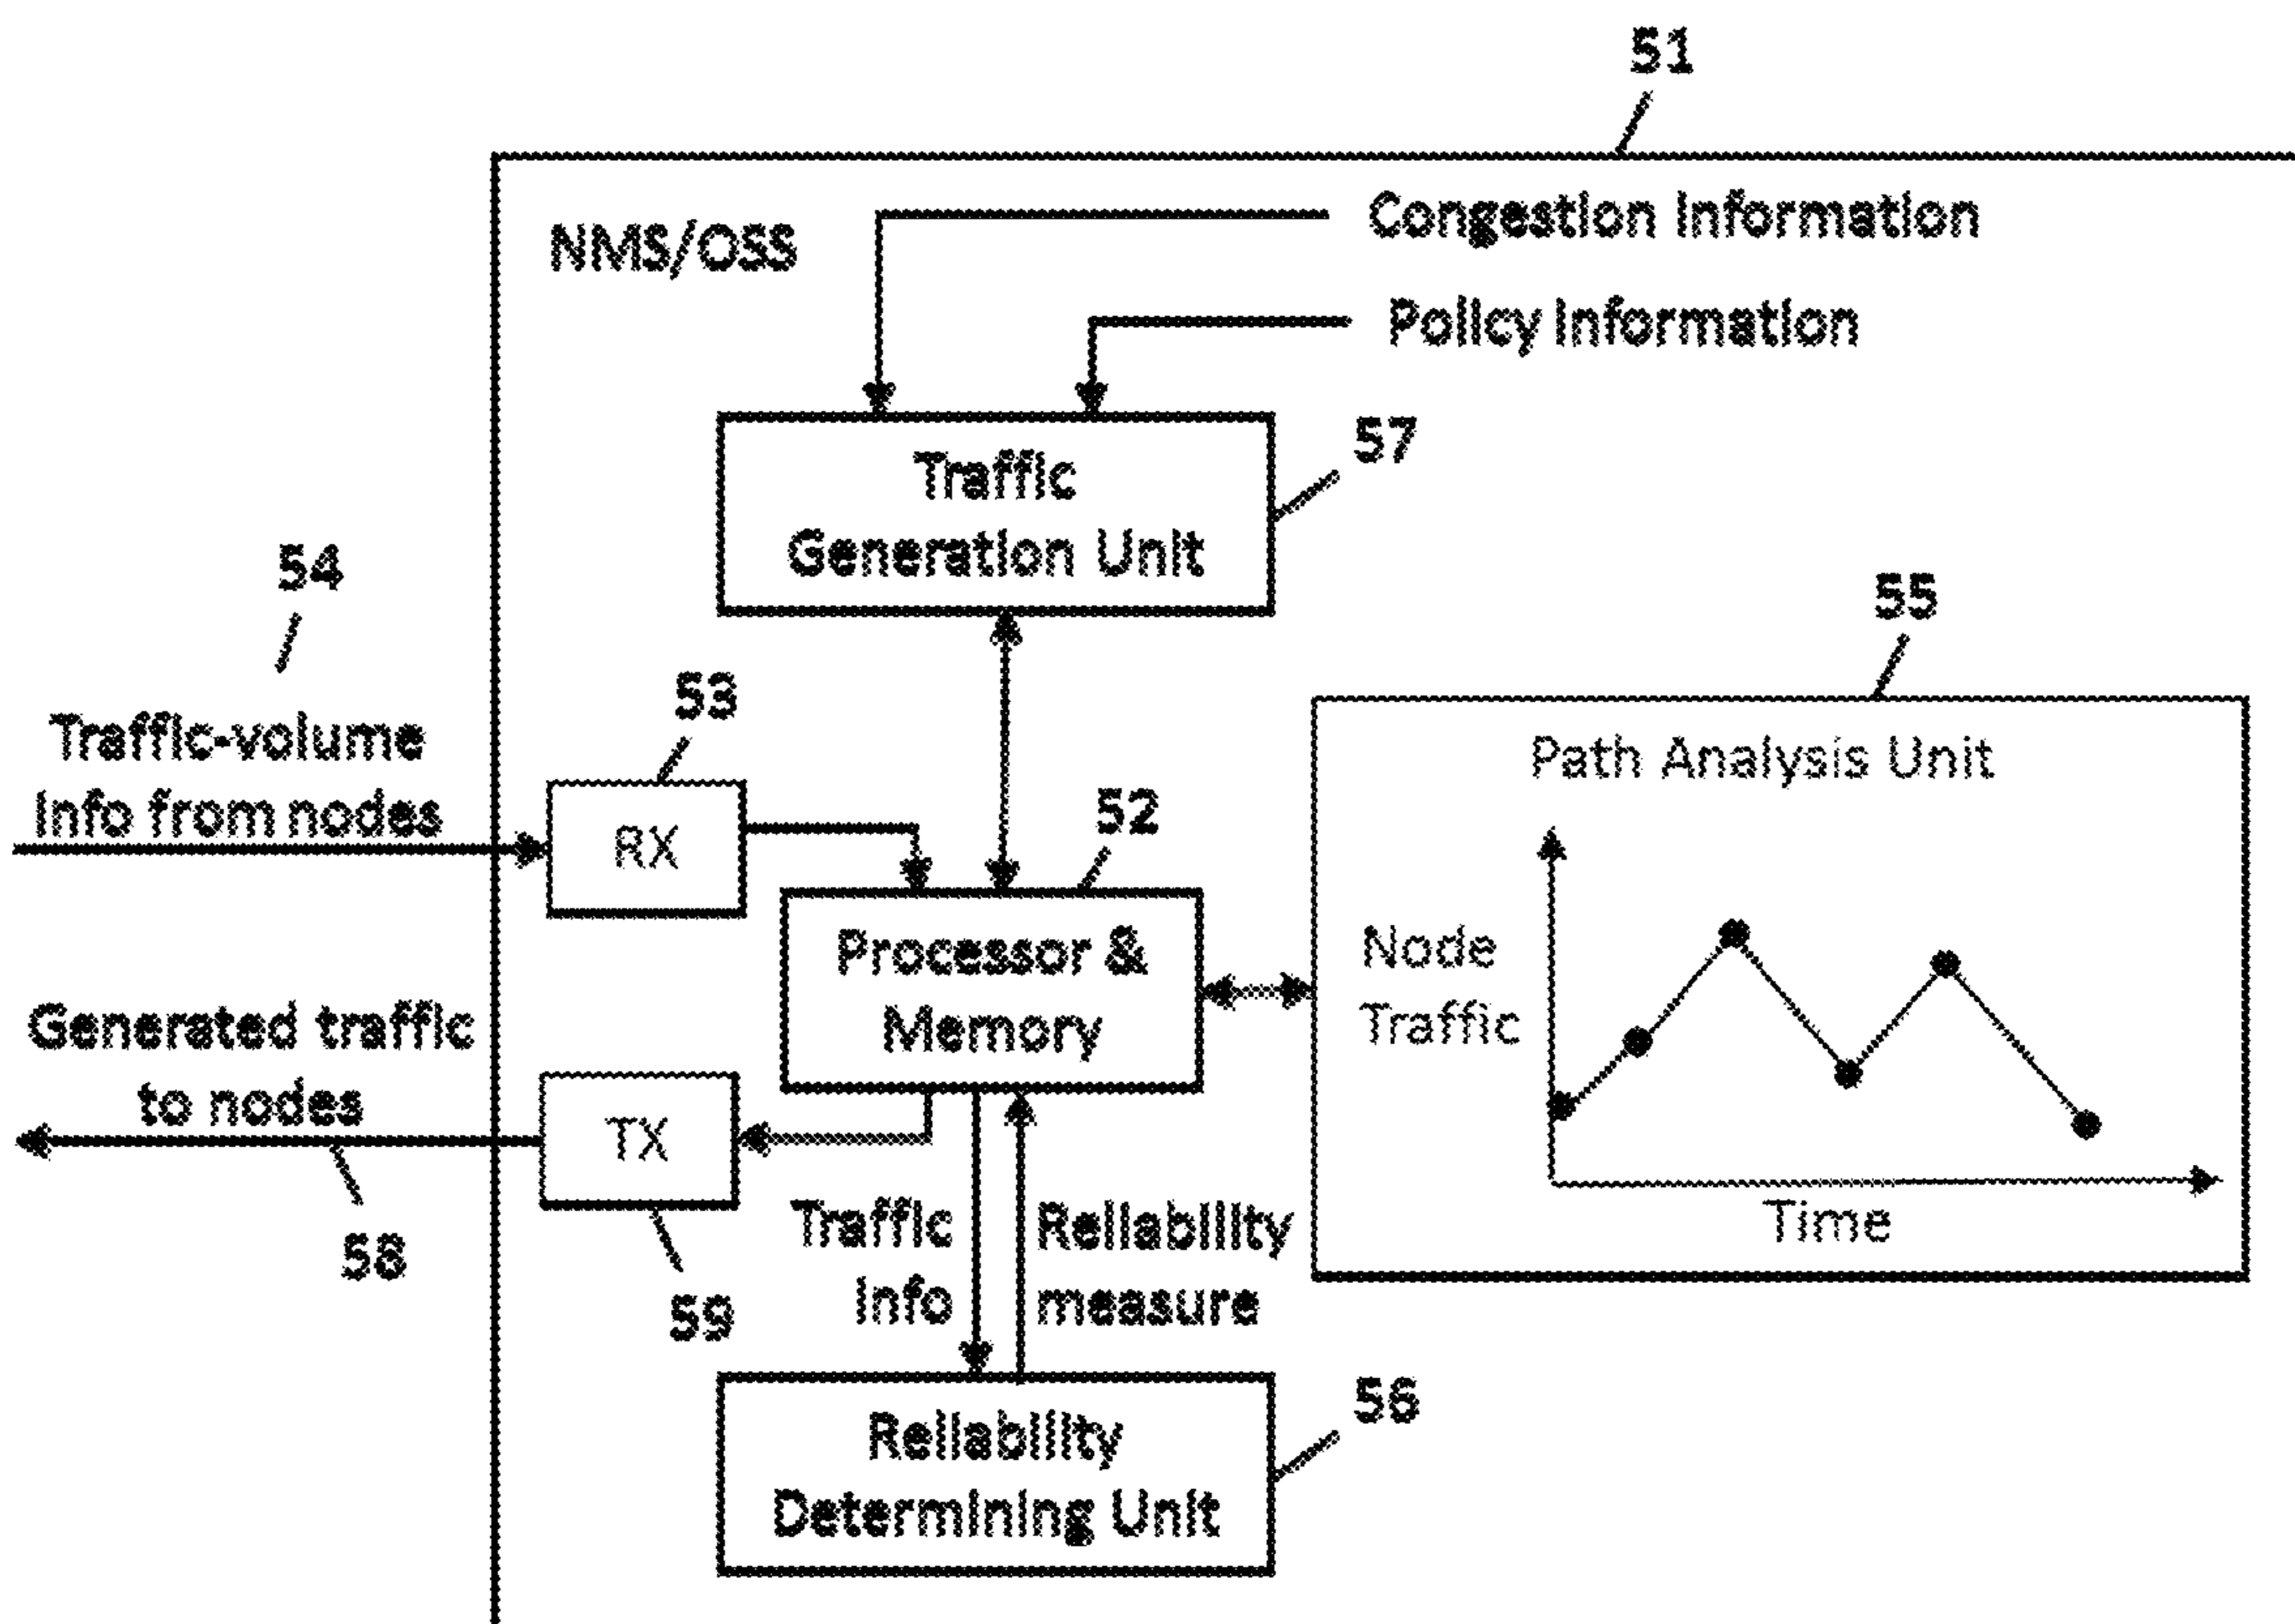 51
NMS/OSS
Congestion Information
Policy Information
Traffic
Generation Unit
57
54
Traffic-volume
Info from nodes
53
RX
52
Processor &
Memory
55
Path Analysis Unit
Node
Traffic
Time
Generated traffic
to nodes
58
TX
59
Traffic
Info
Reliability
measure
Reliability
Determining Unit
56